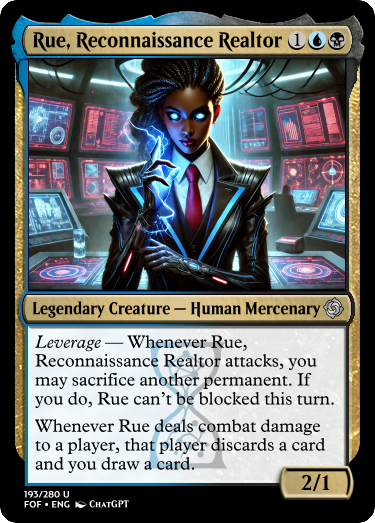 Rue, Reconnaissance Realtor 1
Legendary Creature — Human Mercenary
Leverage — Whenever Rue,
Reconnaissance Realtor attacks, you
may sacrifice another permanent. If
you do, Rue can't be blocked this turn.
Whenever Rue deals combat damage
to a player, that player discards a card
and you draw a card.
2/1
193/280 U
FOF • ENG ChatGPT